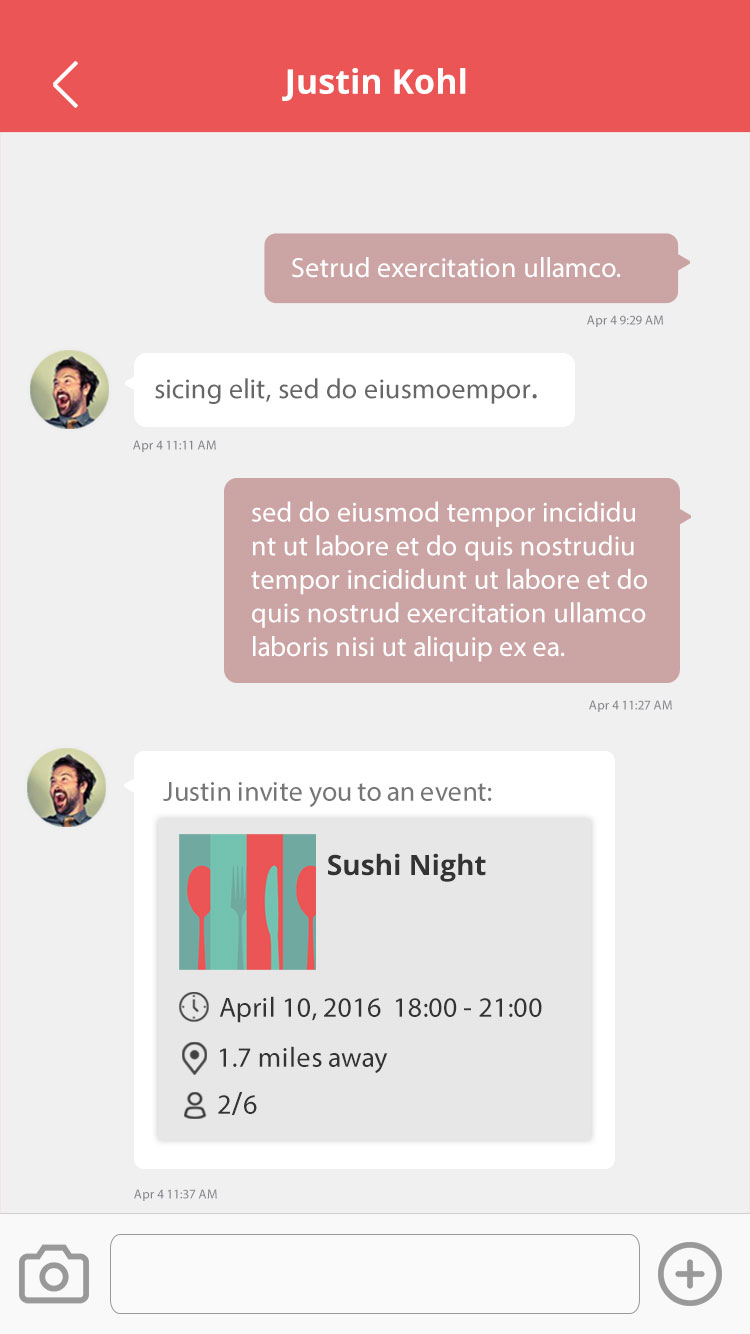 Justin Kohl
Setrud exercitation ullamco.
Apr 4 9:29 AM
sicing elit, sed do eiusmoempor.
Apr 4 11:11 AM
sed do eiusmod tempor incididu
nt ut labore et do quis nostrudiu
tempor incididunt ut labore et do
quis nostrud exercitation ullamco
laboris nisi ut aliquip ex ea.
Apr 4 11:27 AM
Justin invite you to an event:
Sushi Night
April 10, 2016  18:00 - 21:00
1.7 miles away
2/6
Apr 4 11:37 AM